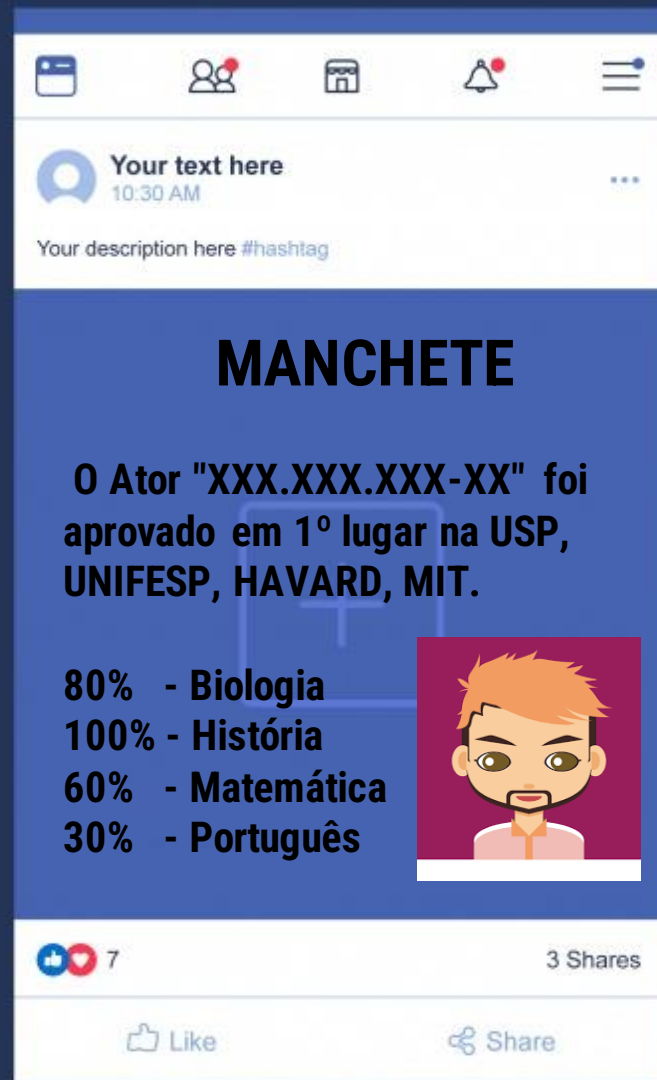 Your text here
10:30 AM
Your description here #hashtag
MANCHETE
O Ator "XXX.XXX.XXX-XX" foi
aprovado em 1º lugar na USP,
UNIFESP, HAVARD, MIT.
80% - Biologia
100% - História
60% - Matemática
30% - Português
7
3 Shares
Like
Share